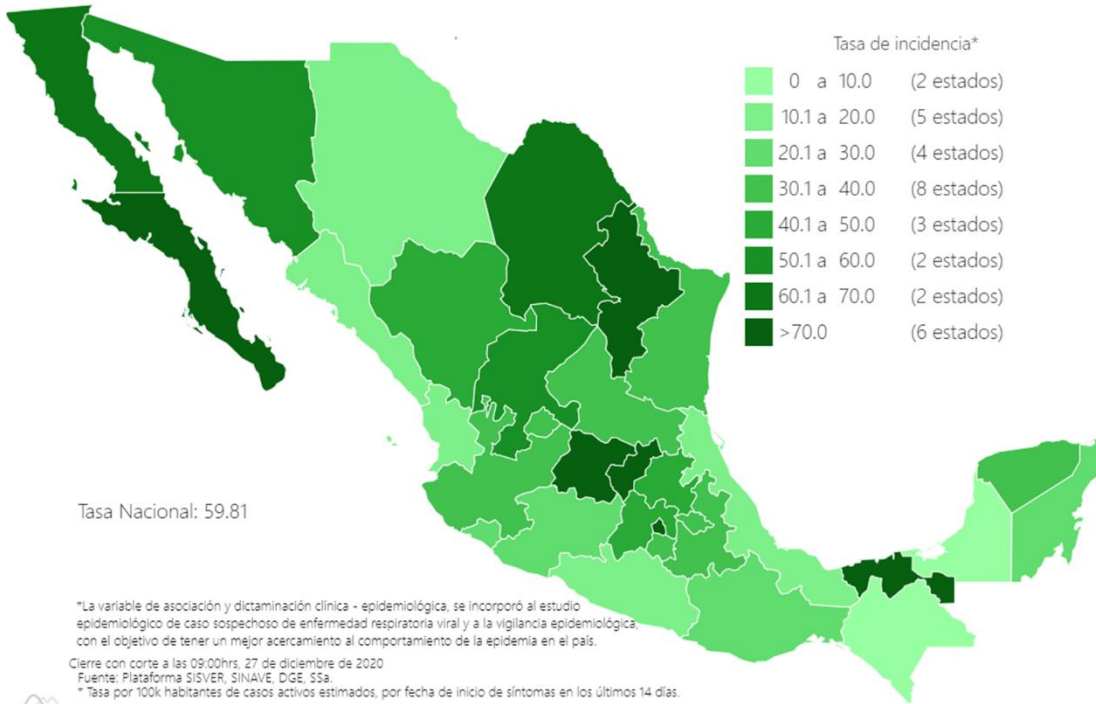 Tasa de incidencia*
0 a 10.0 (2 estados)
10.1 a 20.0 (5 estados)
20.1 a 30.0 (4 estados)
30.1 a 40.0 (8 estados)
40.1 a 50.0 (3 estados)
50.1 a 60.0 (2 estados)
60.1 a 70.0 (2 estados)
>70.0 (6 estados)
Tasa Nacional: 59.81
*La variable de asociación y dictaminación clínica - epidemiológica, se incorporó al estudio
epidemiológico de caso sospechoso de enfermedad respiratoria viral y a la vigilancia epidemiológica,
con el objetivo de tener un mejor acercamiento al comportamiento de la epidemia en el país.
Cierre con corte a las 09:00hrs, 27 de diciembre de 2020
Fuente: Plataforma SISVER, SINAVE, DGE, SSa.
* Tasa por 100k habitantes de casos activos estimados, por fecha de inicio de síntomas en los últimos 14 días.